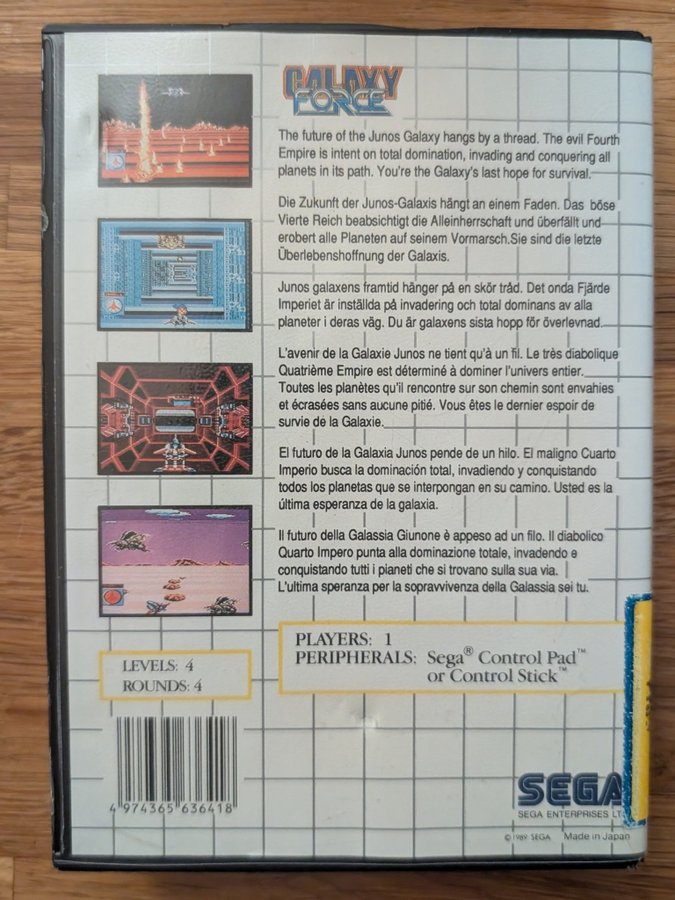 GALAXY
FORCE
The future of the Junos Galaxy hangs by a thread. The evil Fourth
Empire is intent on total domination, invading and conquering all
planets in its path. You're the Galaxy's last hope for survival.
Die Zukunft der Junos-Galaxis hängt an einem Faden. Das böse
Vierte Reich beabsichtigt die Alleinherrschaft und überfällt und
erobert alle Planeten auf seinem Vormarsch.Sie sind die letzte
Überlebenshoffnung der Galaxis.
Junos galaxens framtid hänger på en skör tråd. Det onda Fjärde
Imperiet är inställda på invadering och total dominans av alla
planeter i deras väg. Du är galaxens sista hopp för överlevnad.
L'avenir de la Galaxie Junos ne tient qu'à un fil. Le très diabolique
Quatrième Empire est déterminé à dominer l'univers entier.
Toutes les planètes qu'il rencontre sur son chemin sont envahies
et écrasées sans aucune pitié. Vous êtes le dernier espoir de
survie de la Galaxie.
El futuro de la Galaxia Junos pende de un hilo. El maligno Cuarto
Imperio busca la dominación total, invadiendo y conquistando
todos los planetas que se interpongan en su camino. Usted es la
última esperanza de la galaxia.
Il futuro della Galassia Giunone è appeso ad un filo. Il diabolico
Quarto Impero punta alla dominazione totale, invadendo e
conquistando tutti i pianeti che si trovano sulla sua via.
L'ultima speranza per la sopravvivenza della Galassia sei tu.
LEVELS: 4
ROUNDS: 4
PLAYERS: 1
PERIPHERALS: Sega® Control Pad™
or Control Stick™
4 974365 636418
SEGA
SEGA ENTERPRISES
© 1989 SEGA Made in Japan